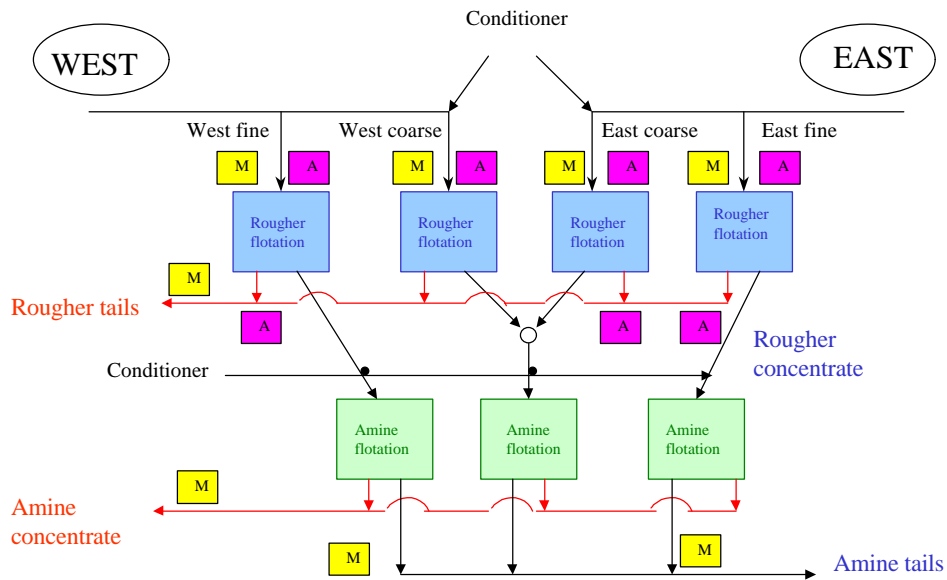 Conditioner
WEST
EAST
West fine
West coarse
East coarse
East fine
M
A
M
A
M
A
M
A
Rougher
flotation
Rougher
flotation
Rougher
flotation
Rougher
flotation
M
Rougher tails
A
A
A
Rougher
concentrate
Conditioner
Amine
flotation
Amine
flotation
Amine
flotation
M
Amine
concentrate
M
M
Amine tails